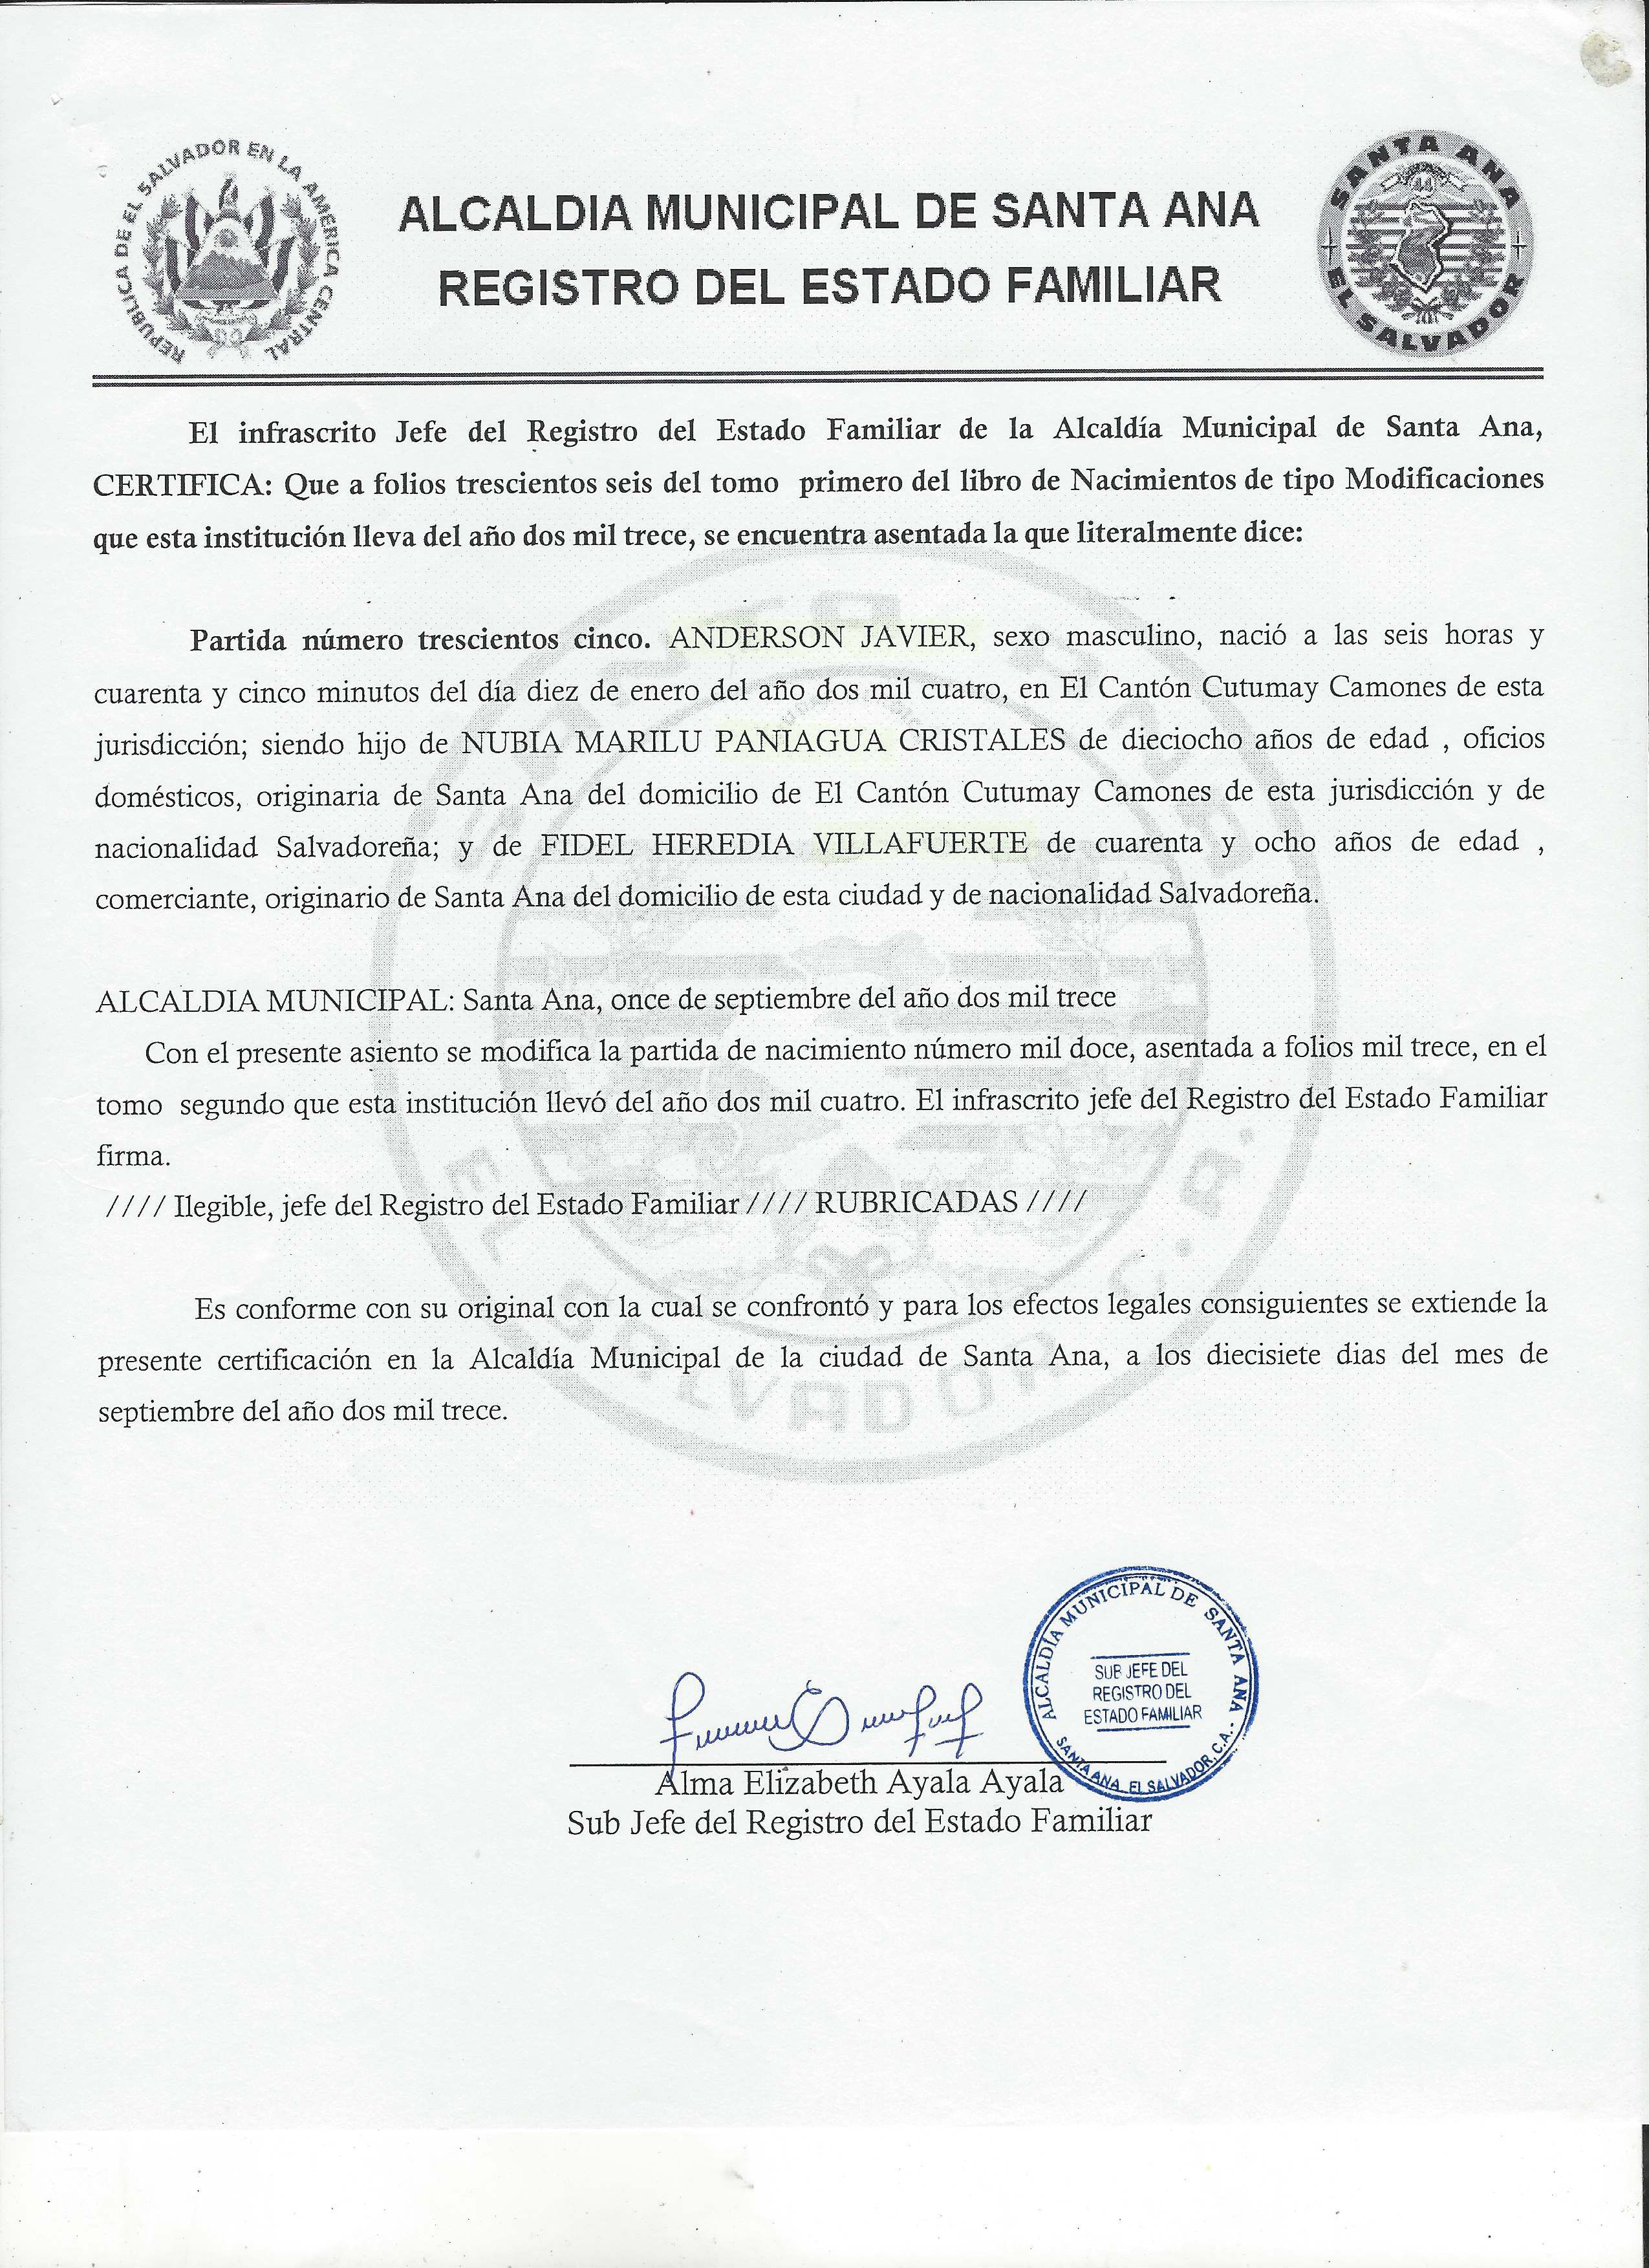 REPUBLICA DE EL SALVADOR EN LA AMERICA CENTRAL
ALCALDIA MUNICIPAL DE SANTA ANA
REGISTRO DEL ESTADO FAMILIAR
SANTA ANA
44
EL SALVADOR
El infrascrito Jefe del Registro del Estado Familiar de la Alcaldía Municipal de Santa Ana,
CERTIFICA: Que a folios trescientos seis del tomo primero del libro de Nacimientos de tipo Modificaciones
que esta institución lleva del año dos mil trece, se encuentra asentada la que literalmente dice:
Partida número trescientos cinco. ANDERSON JAVIER, sexo masculino, nació a las seis horas y
cuarenta y cinco minutos del día diez de enero del año dos mil cuatro, en El Cantón Cutumay Camones de esta
jurisdicción; siendo hijo de NUBIA MARILU PANIAGUA CRISTALES de dieciocho años de edad , oficios
domésticos, originaria de Santa Ana del domicilio de El Cantón Cutumay Camones de esta jurisdicción y de
nacionalidad Salvadoreña; y de FIDEL HEREDIA VILLAFUERTE de cuarenta y ocho años de edad ,
comerciante, originario de Santa Ana del domicilio de esta ciudad y de nacionalidad Salvadoreña.
ALCALDIA MUNICIPAL: Santa Ana, once de septiembre del año dos mil trece
Con el presente asiento se modifica la partida de nacimiento número mil doce, asentada a folios mil trece, en el
tomo segundo que esta institución llevó del año dos mil cuatro. El infrascrito jefe del Registro del Estado Familiar
firma.
//// Ilegible, jefe del Registro del Estado Familiar //// RUBRICADAS ////
Es conforme con su original con la cual se confrontó y para los efectos legales consiguientes se extiende la
presente certificación en la Alcaldía Municipal de la ciudad de Santa Ana, a los diecisiete dias del mes de
septiembre del año dos mil trece.
ALCALDÍA MUNICIPAL DE SANTA ANA
SUB JEFE DEL
REGISTRO DEL
ESTADO FAMILIAR
SANTA ANA, EL SALVADOR, C.A.-
Alma Elizabeth Ayala Ayala
Sub Jefe del Registro del Estado Familiar